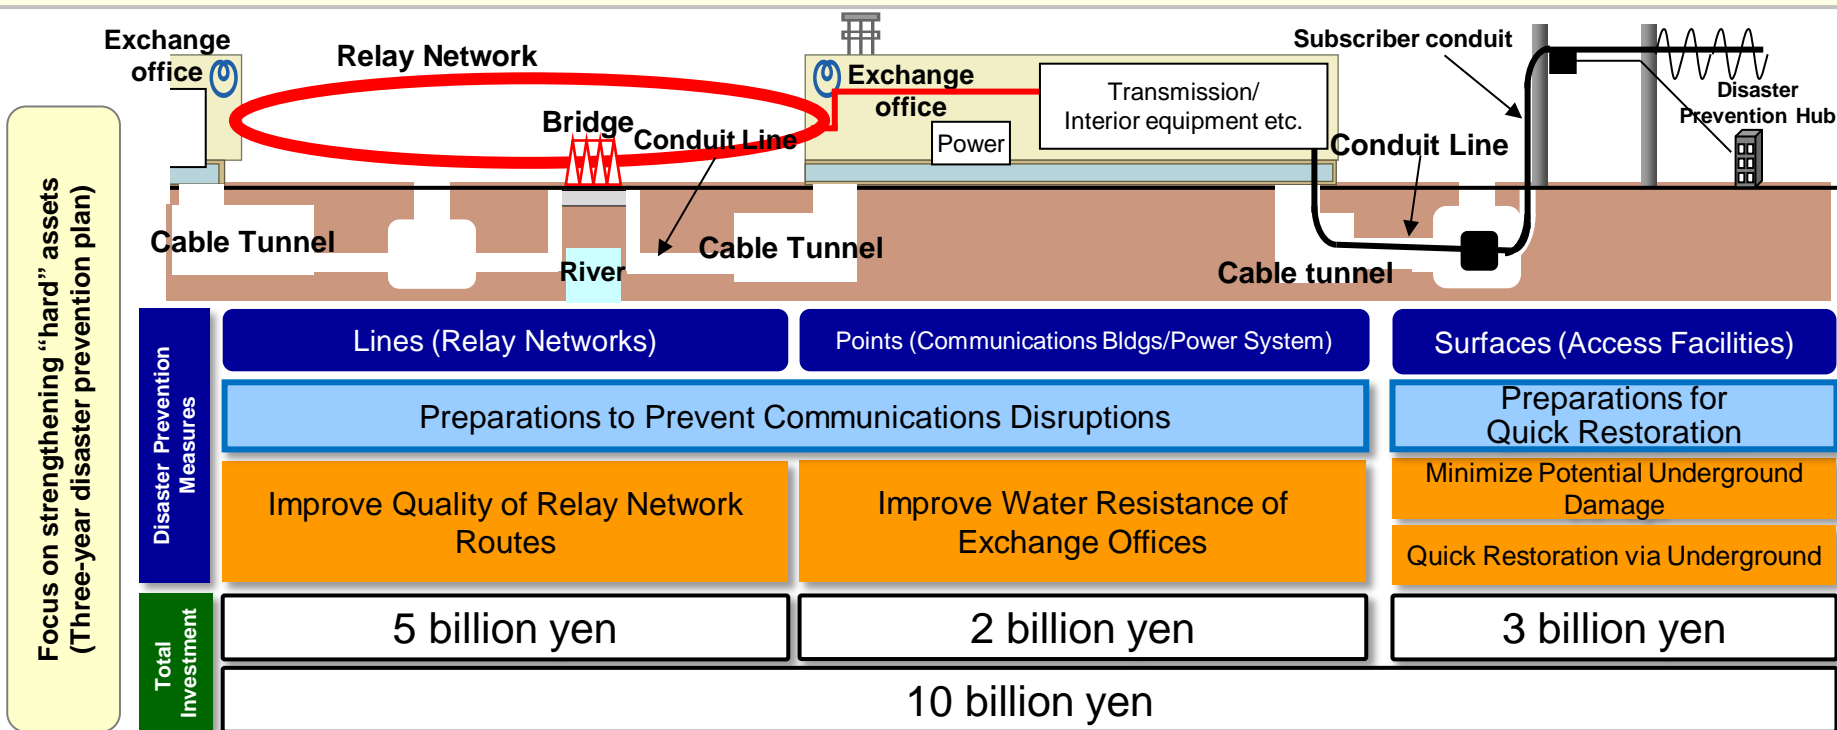 Exchange
office
Relay Network
Bridge
Conduit Line
Exchange
office
Power
Transmission/
Interior equipment etc.
Subscriber conduit
Disaster
Prevention Hub
Conduit Line
Cable Tunnel
River
Cable Tunnel
Cable tunnel
Focus on strengthening “hard” assets
(Three-year disaster prevention plan)
Disaster Prevention
Measures
Lines (Relay Networks)
Points (Communications Bldgs/Power System)
Surfaces (Access Facilities)
Preparations to Prevent Communications Disruptions
Preparations for
Quick Restoration
Improve Quality of Relay Network
Routes
Improve Water Resistance of
Exchange Offices
Minimize Potential Underground
Damage
Quick Restoration via Underground
Total
Investment
5 billion yen
2 billion yen
3 billion yen
10 billion yen